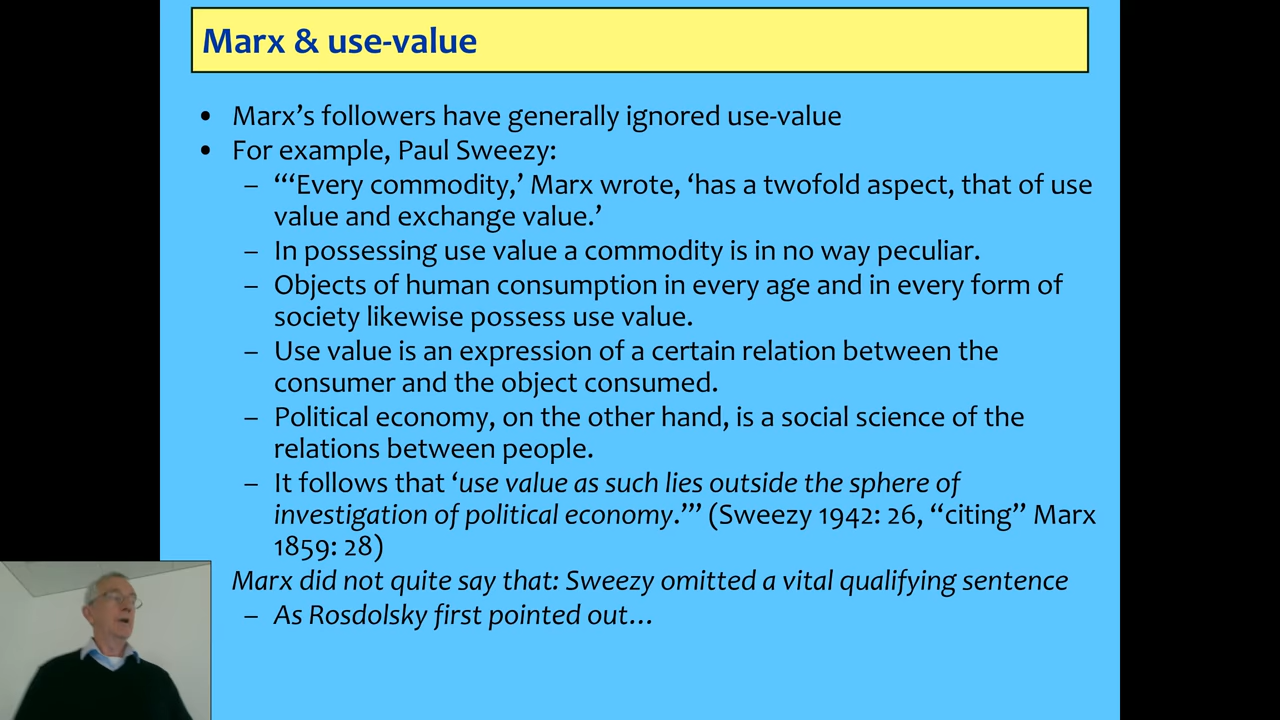 Marx & use-value
• Marx’s followers have generally ignored use-value
• For example, Paul Sweezy:
– “‘Every commodity,’ Marx wrote, ‘has a twofold aspect, that of use
value and exchange value.’
– In possessing use value a commodity is in no way peculiar.
– Objects of human consumption in every age and in every form of
society likewise possess use value.
– Use value is an expression of a certain relation between the
consumer and the object consumed.
– Political economy, on the other hand, is a social science of the
relations between people.
– It follows that ‘use value as such lies outside the sphere of
investigation of political economy.’” (Sweezy 1942: 26, “citing” Marx
1859: 28)
Marx did not quite say that: Sweezy omitted a vital qualifying sentence
– As Rosdolsky first pointed out…